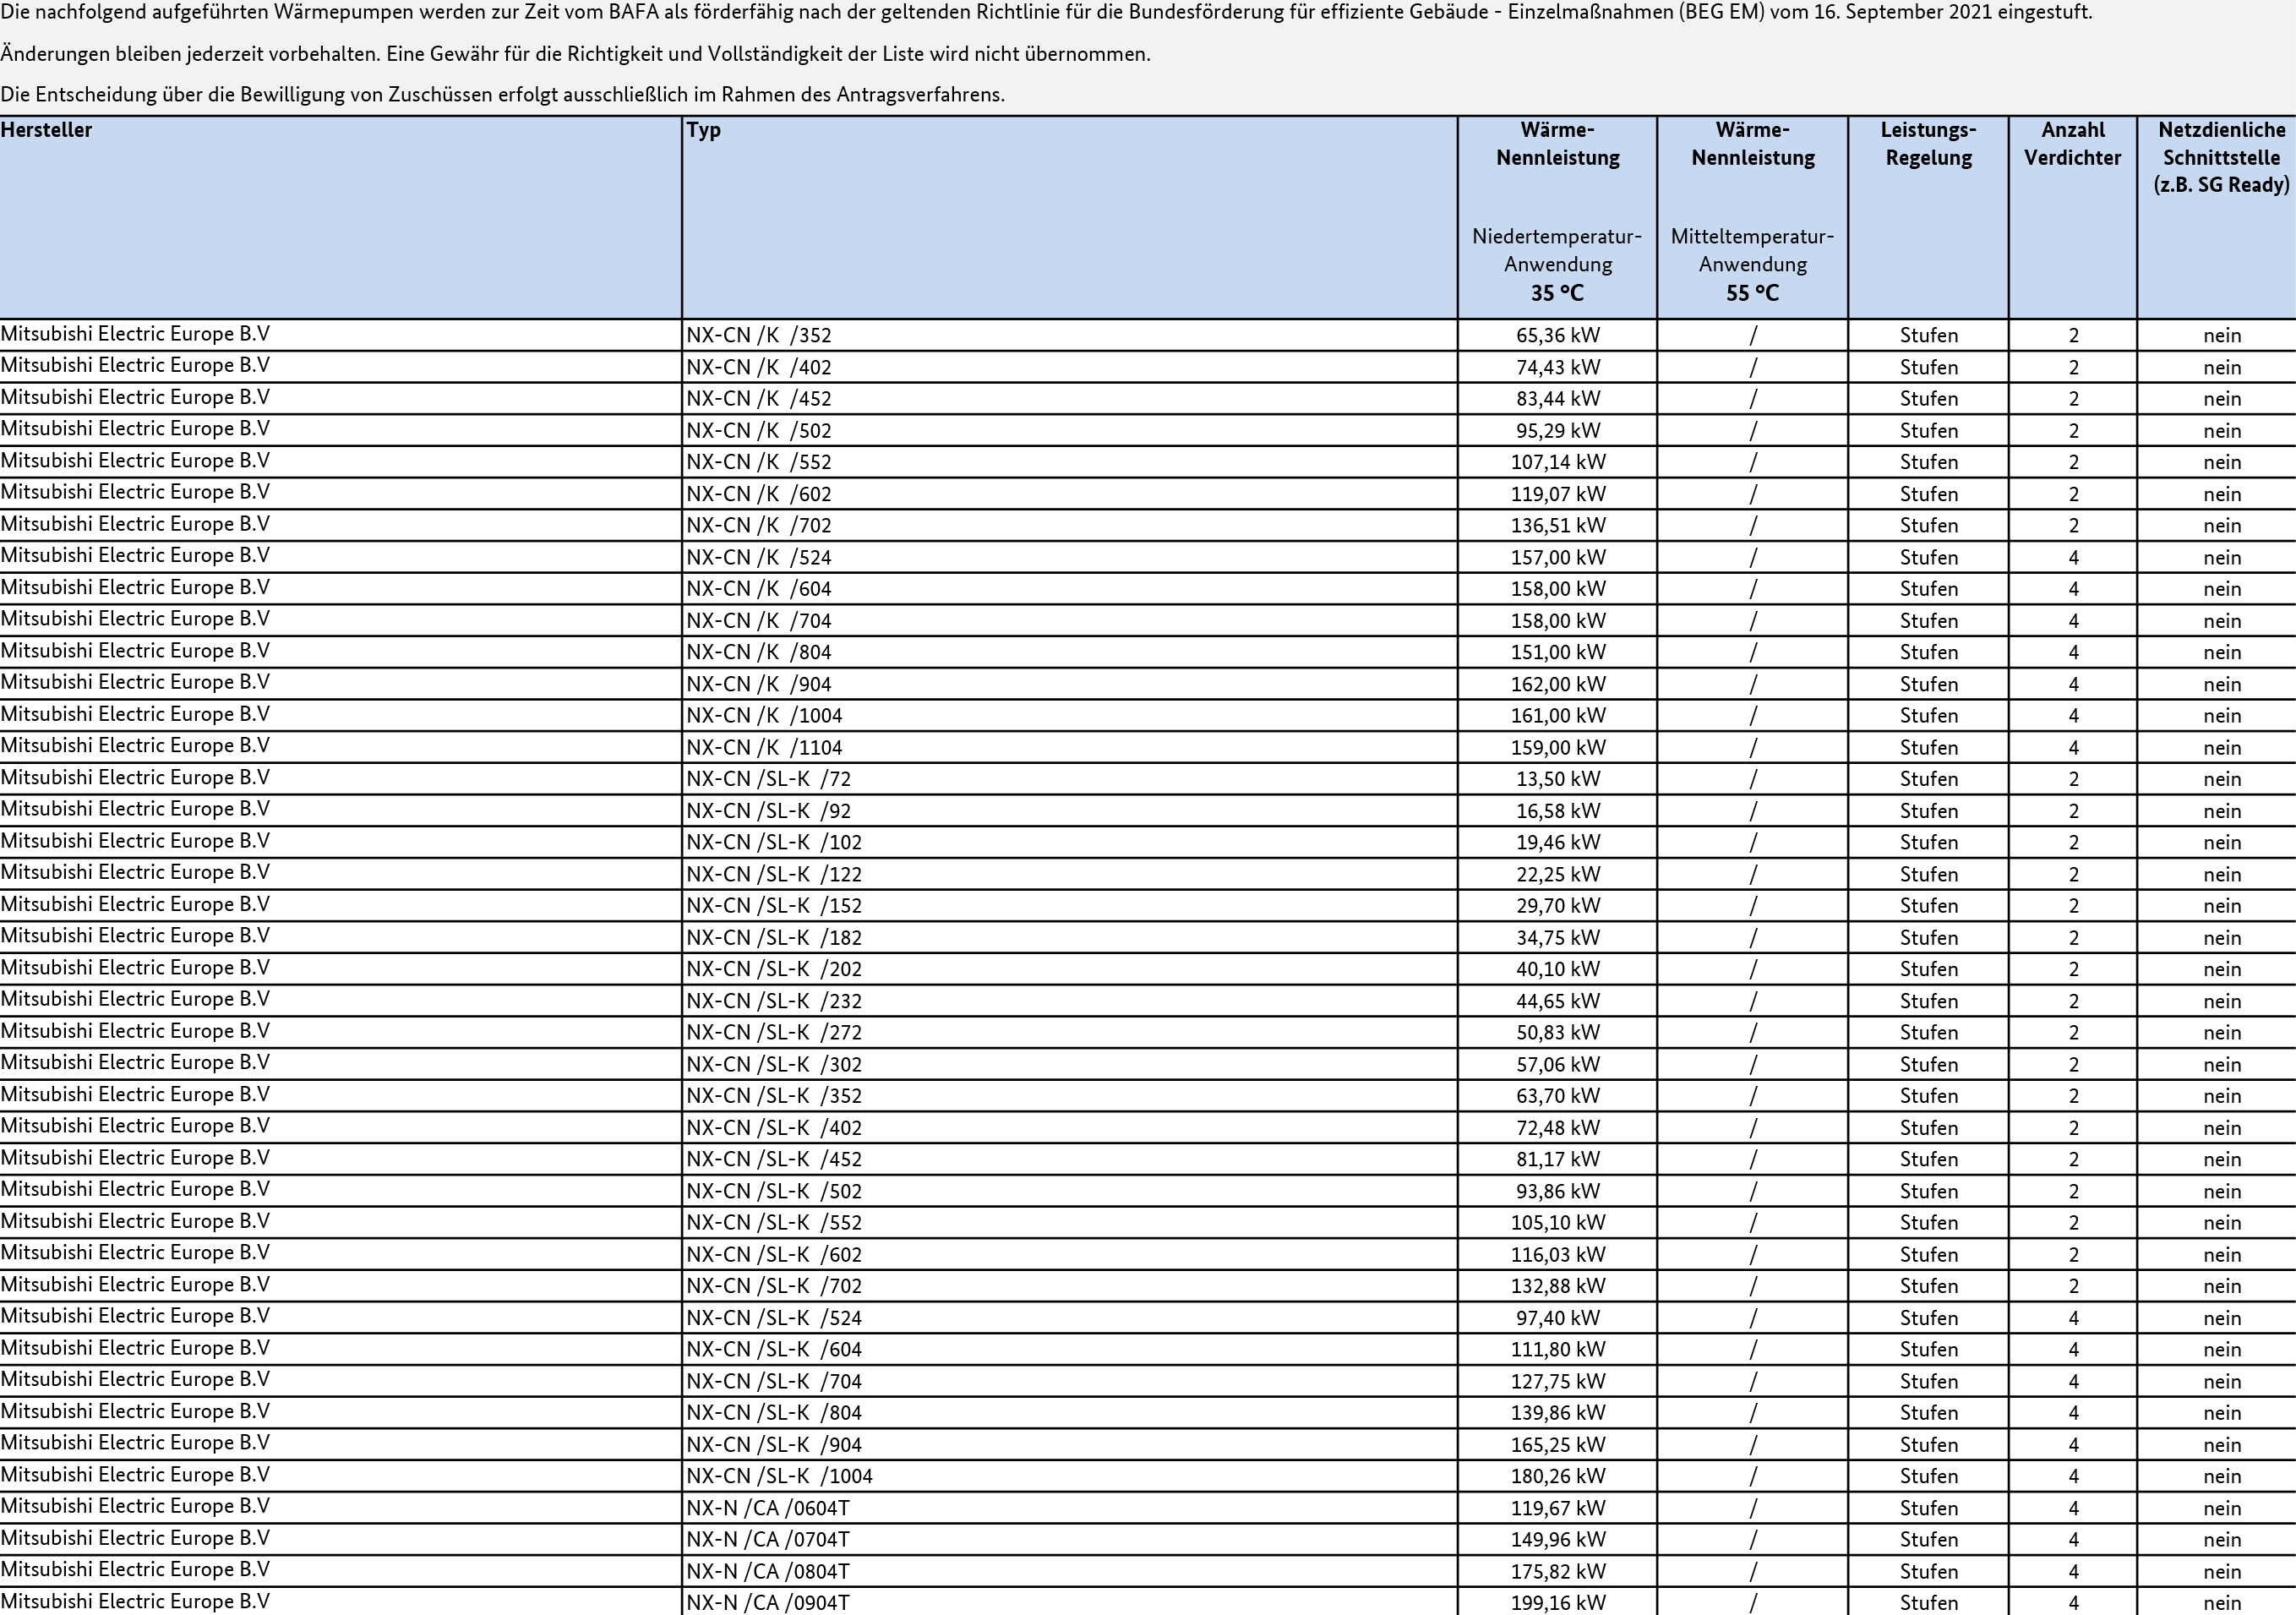 Die nachfolgend aufgeführten Wärmepumpen werden zur Zeit vom BAFA als förderfähig nach der geltenden Richtlinie für die Bundesförderung für effiziente Gebäude - Einzelmaßnahmen (BEG EM) vom 16. September 2021 eingestuft.
Änderungen bleiben jederzeit vorbehalten. Eine Gewähr für die Richtigkeit und Vollständigkeit der Liste wird nicht übernommen.
Die Entscheidung über die Bewilligung von Zuschüssen erfolgt ausschließlich im Rahmen des Antragsverfahrens.
Hersteller Typ Wärme- Wärme- Leistungs- Anzahl Netzdienliche
Nennleistung Nennleistung Regelung Verdichter Schnittstelle
(z.B. SG Ready)
Niedertemperatur- Mitteltemperatur-
Anwendung Anwendung
35 °C 55 °C
Mitsubishi Electric Europe B.V NX-CN /K  /352 65,36 kW / Stufen 2 nein
Mitsubishi Electric Europe B.V NX-CN /K  /402 74,43 kW / Stufen 2 nein
Mitsubishi Electric Europe B.V NX-CN /K  /452 83,44 kW / Stufen 2 nein
Mitsubishi Electric Europe B.V NX-CN /K  /502 95,29 kW / Stufen 2 nein
Mitsubishi Electric Europe B.V NX-CN /K  /552 107,14 kW / Stufen 2 nein
Mitsubishi Electric Europe B.V NX-CN /K  /602 119,07 kW / Stufen 2 nein
Mitsubishi Electric Europe B.V NX-CN /K  /702 136,51 kW / Stufen 2 nein
Mitsubishi Electric Europe B.V NX-CN /K  /524 157,00 kW / Stufen 4 nein
Mitsubishi Electric Europe B.V NX-CN /K  /604 158,00 kW / Stufen 4 nein
Mitsubishi Electric Europe B.V NX-CN /K  /704 158,00 kW / Stufen 4 nein
Mitsubishi Electric Europe B.V NX-CN /K  /804 151,00 kW / Stufen 4 nein
Mitsubishi Electric Europe B.V NX-CN /K  /904 162,00 kW / Stufen 4 nein
Mitsubishi Electric Europe B.V NX-CN /K  /1004 161,00 kW / Stufen 4 nein
Mitsubishi Electric Europe B.V NX-CN /K  /1104 159,00 kW / Stufen 4 nein
Mitsubishi Electric Europe B.V NX-CN /SL-K  /72 13,50 kW / Stufen 2 nein
Mitsubishi Electric Europe B.V NX-CN /SL-K  /92 16,58 kW / Stufen 2 nein
Mitsubishi Electric Europe B.V NX-CN /SL-K  /102 19,46 kW / Stufen 2 nein
Mitsubishi Electric Europe B.V NX-CN /SL-K  /122 22,25 kW / Stufen 2 nein
Mitsubishi Electric Europe B.V NX-CN /SL-K  /152 29,70 kW / Stufen 2 nein
Mitsubishi Electric Europe B.V NX-CN /SL-K  /182 34,75 kW / Stufen 2 nein
Mitsubishi Electric Europe B.V NX-CN /SL-K  /202 40,10 kW / Stufen 2 nein
Mitsubishi Electric Europe B.V NX-CN /SL-K  /232 44,65 kW / Stufen 2 nein
Mitsubishi Electric Europe B.V NX-CN /SL-K  /272 50,83 kW / Stufen 2 nein
Mitsubishi Electric Europe B.V NX-CN /SL-K  /302 57,06 kW / Stufen 2 nein
Mitsubishi Electric Europe B.V NX-CN /SL-K  /352 63,70 kW / Stufen 2 nein
Mitsubishi Electric Europe B.V NX-CN /SL-K  /402 72,48 kW / Stufen 2 nein
Mitsubishi Electric Europe B.V NX-CN /SL-K  /452 81,17 kW / Stufen 2 nein
Mitsubishi Electric Europe B.V NX-CN /SL-K  /502 93,86 kW / Stufen 2 nein
Mitsubishi Electric Europe B.V NX-CN /SL-K  /552 105,10 kW / Stufen 2 nein
Mitsubishi Electric Europe B.V NX-CN /SL-K  /602 116,03 kW / Stufen 2 nein
Mitsubishi Electric Europe B.V NX-CN /SL-K  /702 132,88 kW / Stufen 2 nein
Mitsubishi Electric Europe B.V NX-CN /SL-K  /524 97,40 kW / Stufen 4 nein
Mitsubishi Electric Europe B.V NX-CN /SL-K  /604 111,80 kW / Stufen 4 nein
Mitsubishi Electric Europe B.V NX-CN /SL-K  /704 127,75 kW / Stufen 4 nein
Mitsubishi Electric Europe B.V NX-CN /SL-K  /804 139,86 kW / Stufen 4 nein
Mitsubishi Electric Europe B.V NX-CN /SL-K  /904 165,25 kW / Stufen 4 nein
Mitsubishi Electric Europe B.V NX-CN /SL-K  /1004 180,26 kW / Stufen 4 nein
Mitsubishi Electric Europe B.V NX-N /CA /0604T 119,67 kW / Stufen 4 nein
Mitsubishi Electric Europe B.V NX-N /CA /0704T 149,96 kW / Stufen 4 nein
Mitsubishi Electric Europe B.V NX-N /CA /0804T 175,82 kW / Stufen 4 nein
Mitsubishi Electric Europe B.V NX-N /CA /0904T 199,16 kW / Stufen 4 nein